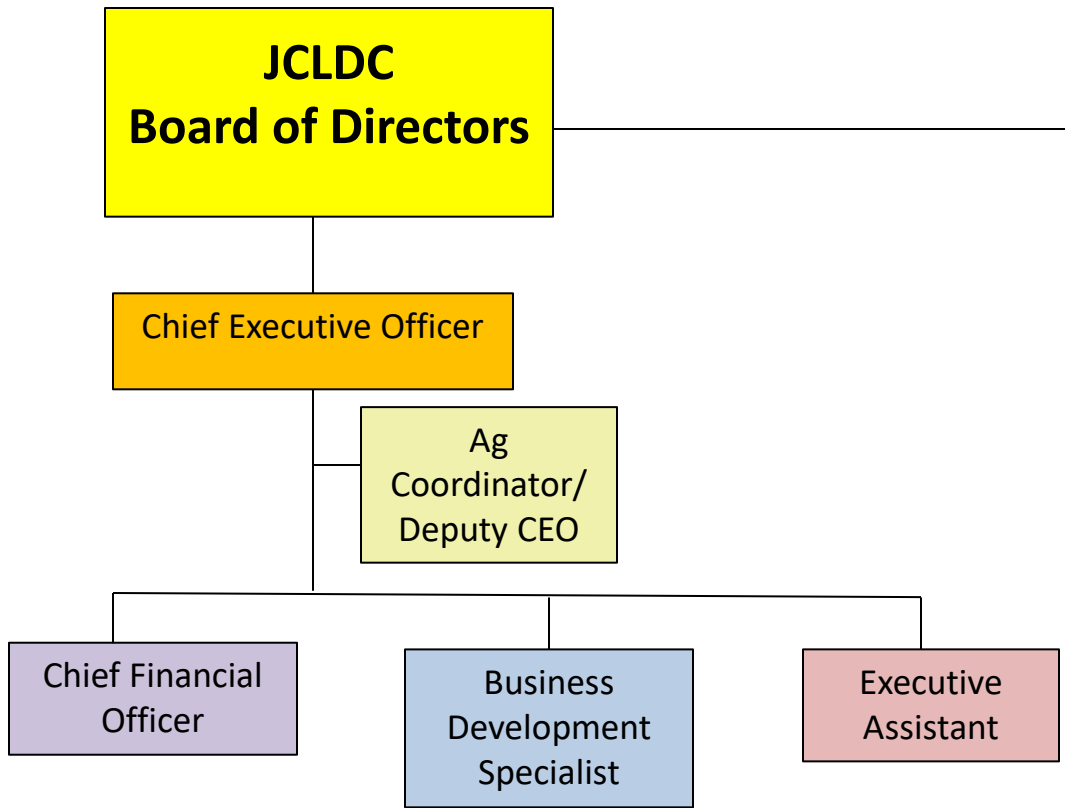 JCLDC
Board of Directors
Chief Executive Officer
Ag
Coordinator/
Deputy CEO
Chief Financial
Officer
Business
Development
Specialist
Executive
Assistant